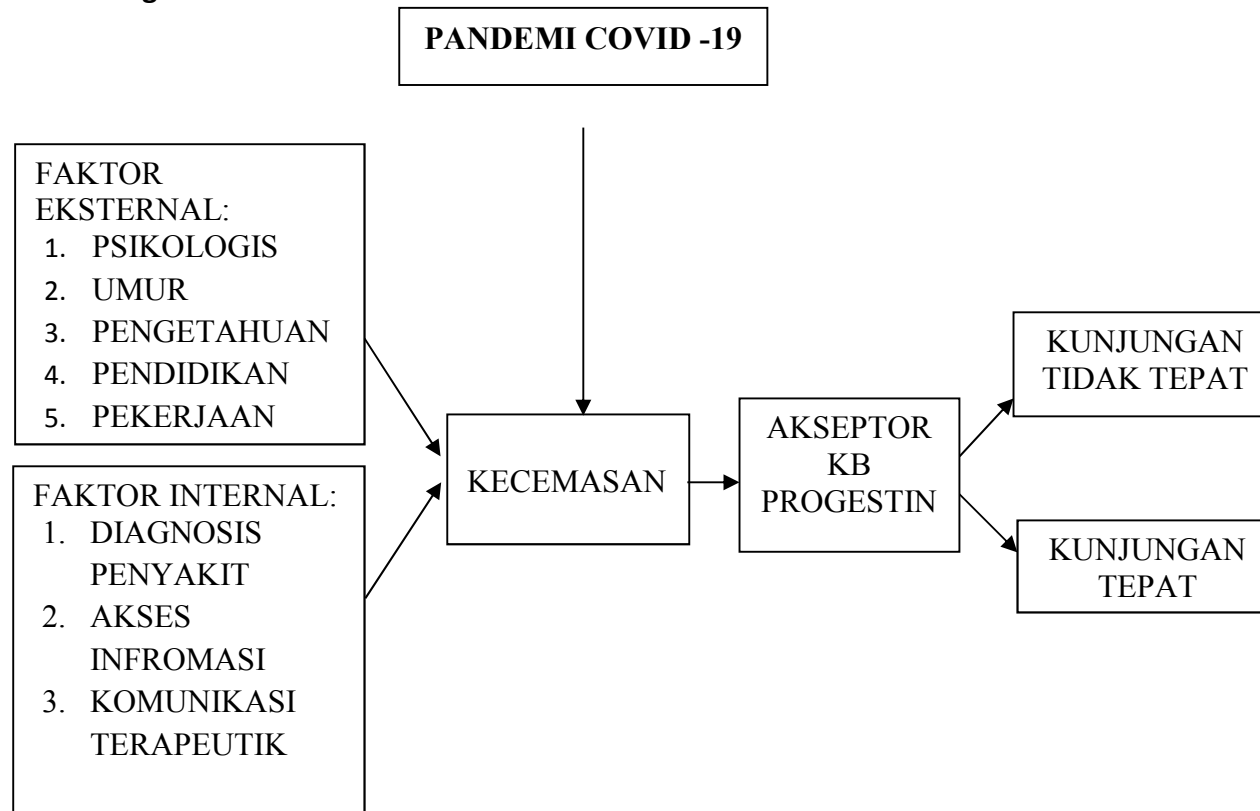 PANDEMI COVID -19
FAKTOR
EKSTERNAL:
1. PSIKOLOGIS
2. UMUR
3. PENGETAHUAN
4. PENDIDIKAN
5. PEKERJAAN
FAKTOR INTERNAL:
1. DIAGNOSIS
PENYAKIT
2. AKSES
INFROMASI
3. KOMUNIKASI
TERAPEUTIK
KECEMASAN
AKSEPTOR
KB
PROGESTIN
KUNJUNGAN
TIDAK TEPAT
KUNJUNGAN
TEPAT